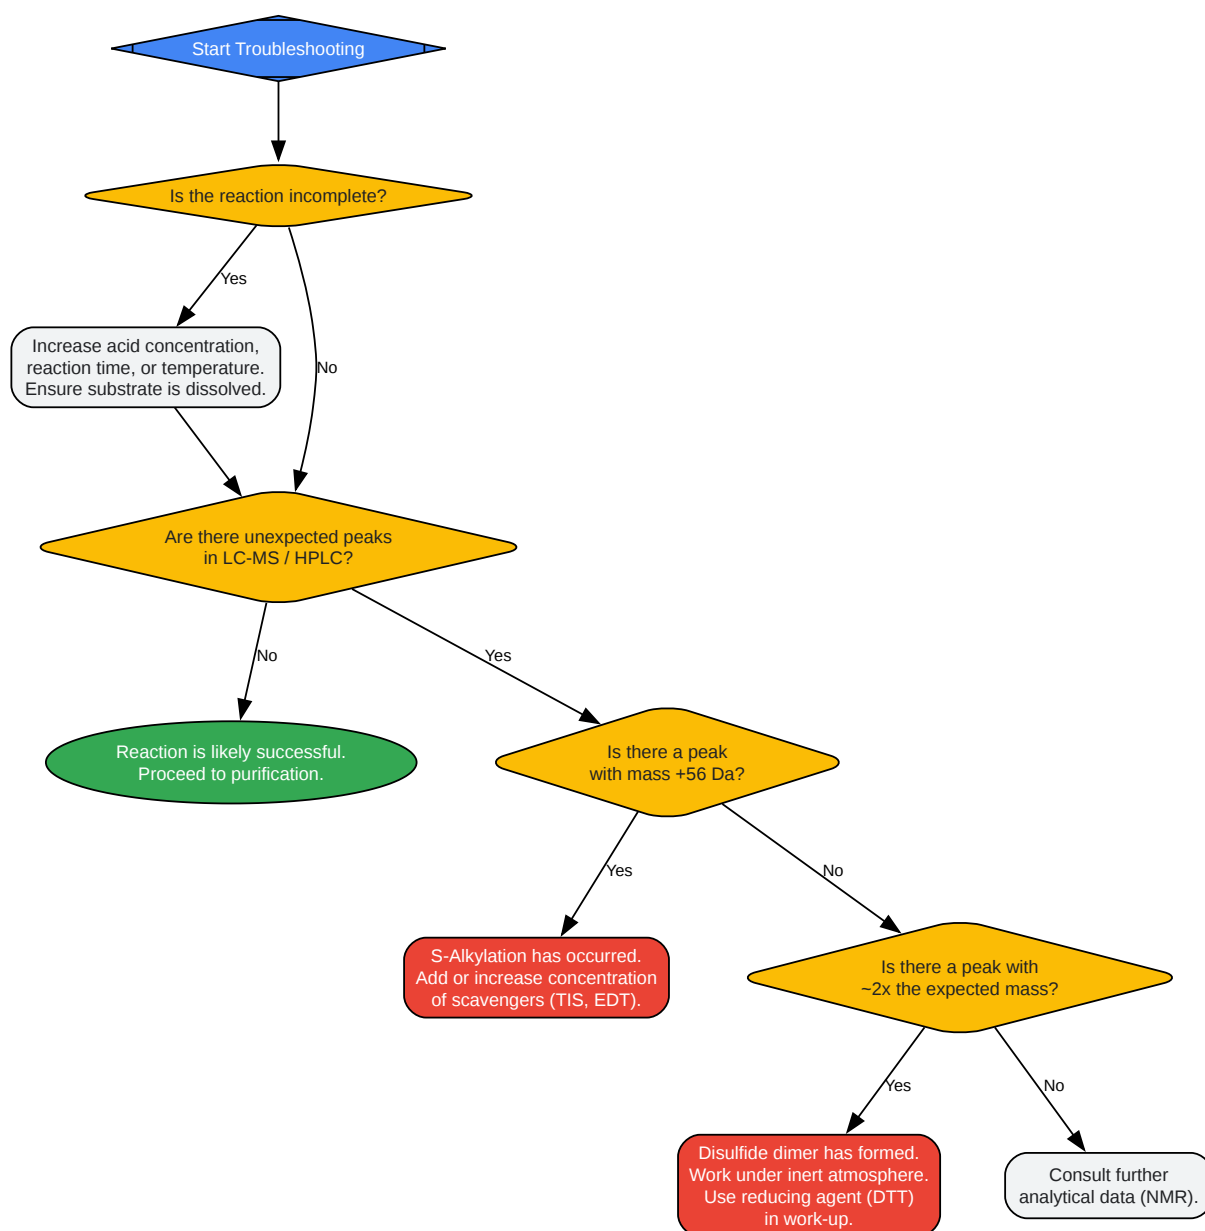 Start Troubleshooting
Is the reaction incomplete?
Yes
Increase acid concentration,
reaction time, or temperature.
Ensure substrate is dissolved.
No
Are there unexpected peaks
in LC-MS / HPLC?
No
Yes
Reaction is likely successful.
Proceed to purification.
Is there a peak
with mass +56 Da?
Yes
No
S-Alkylation has occurred.
Add or increase concentration
of scavengers (TIS, EDT).
Is there a peak with
~2x the expected mass?
Yes
No
Disulfide dimer has formed.
Work under inert atmosphere.
Use reducing agent (DTT)
in work-up.
Consult further
analytical data (NMR).